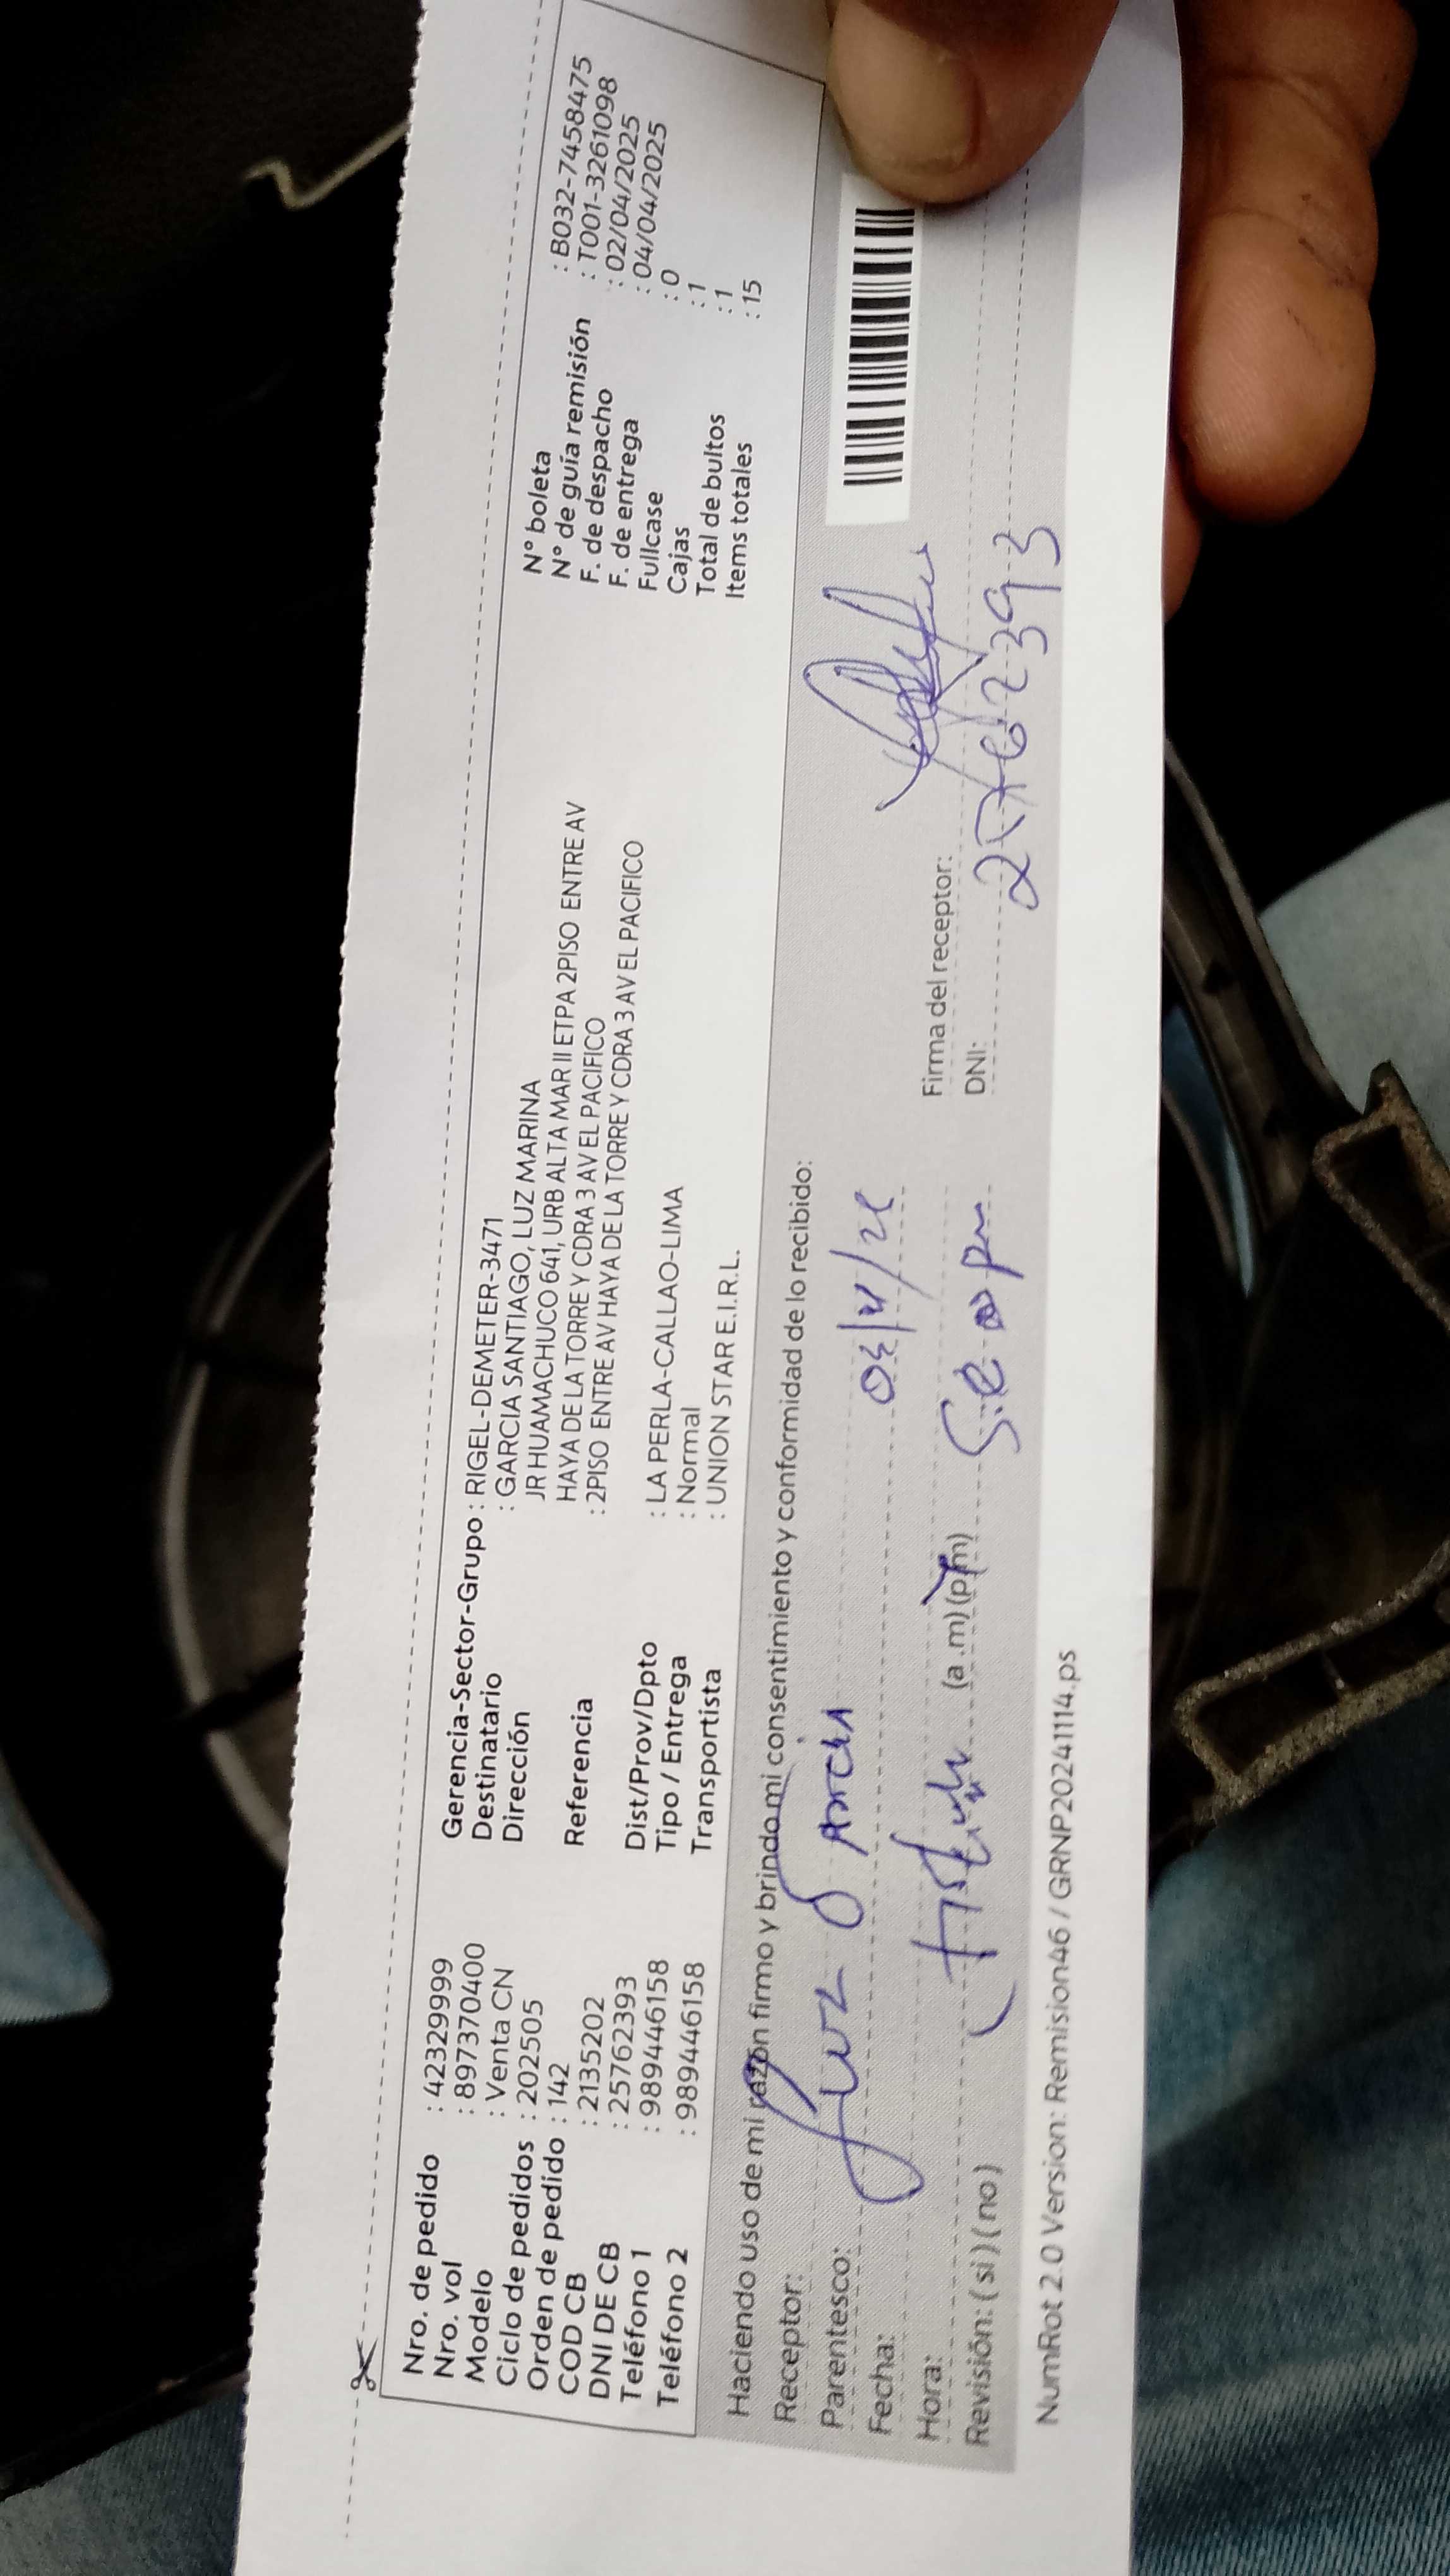 Nro. de pedido : 423299999
Nro. vol : 897370400
Modelo : Venta CN
Ciclo de pedidos : 202505
Orden de pedido : 142
COD CB : 2135202
DNI DE CB : 25762393
Teléfono 1 : 989446158
Teléfono 2 : 989446158
Gerencia-Sector-Grupo : RIGEL-DEMETER-3471
Destinatario : GARCIA SANTIAGO, LUZ MARINA
Dirección JR HUAMACHUCO 641, URB ALTA MAR II ETPA 2PISO ENTRE AV
HAYA DE LA TORRE Y CDRA 3 AV EL PACIFICO
Referencia : 2PISO ENTRE AV HAYA DE LA TORRE Y CDRA 3 AV EL PACIFICO
Dist/Prov/Dpto : LA PERLA-CALLAO-LIMA
Tipo / Entrega : Normal
Transportista : UNION STAR E.I.R.L.
N° boleta : B032-7458475
N° de guía remisión : T001-3261098
F. de despacho : 02/04/2025
F. de entrega : 04/04/2025
Fullcase : 0
Cajas : 1
Total de bultos : 1
Items totales : 15
Haciendo uso de mi razón firmo y brindo mi consentimiento y conformidad de lo recibido:
Receptor: Luz Garcia
Parentesco:
Fecha:
Hora: (a .m) (p.m)
Revisión: ( si ) ( no )
Firma del receptor:
DNI: 25762393
NumRot 2.0 Version: Remision46 / GRNP20241114.ps